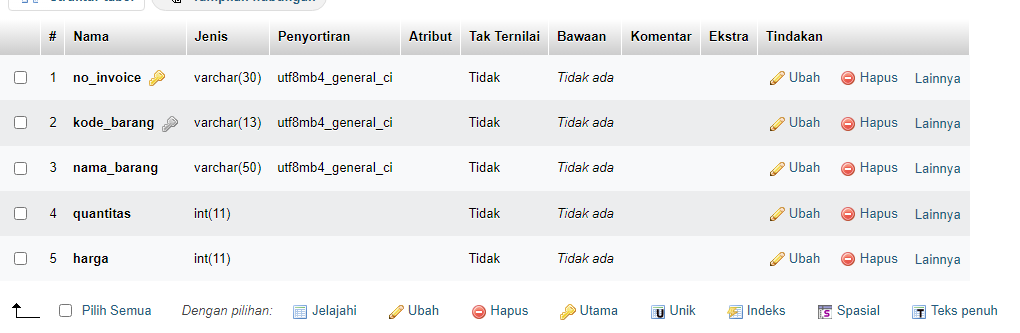 # Nama Jenis Penyortiran Atribut Tak Ternilai Bawaan Komentar Ekstra Tindakan
1 no_invoice varchar(30) utf8mb4_general_ci Tidak Tidak ada Ubah Hapus Lainnya
2 kode_barang varchar(13) utf8mb4_general_ci Tidak Tidak ada Ubah Hapus Lainnya
3 nama_barang varchar(50) utf8mb4_general_ci Tidak Tidak ada Ubah Hapus Lainnya
4 quantitas int(11) Tidak Tidak ada Ubah Hapus Lainnya
5 harga int(11) Tidak Tidak ada Ubah Hapus Lainnya
Pilih Semua Dengan pilihan: Jelajahi Ubah Hapus Utama Unik Indeks Spasial Teks penuh